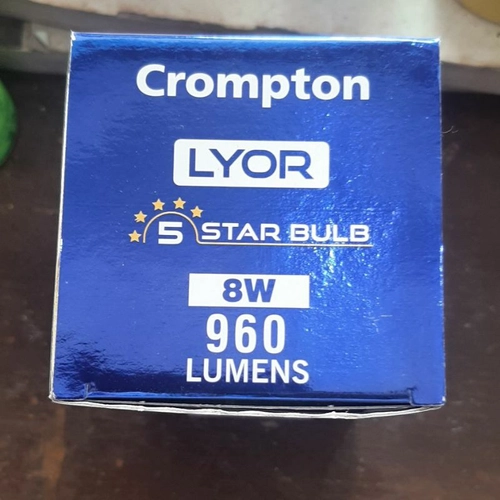 Crompton
LYOR
5 STAR BULB
8W
960
LUMENS